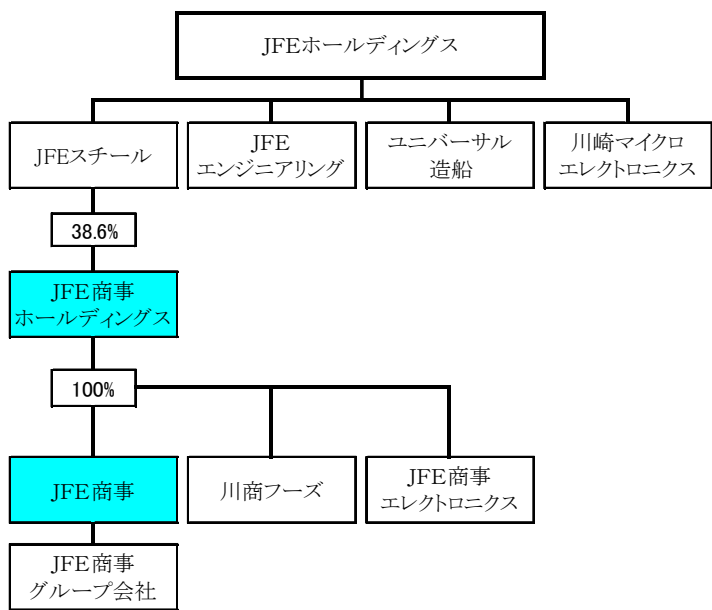 JFEホールディングス
JFEスチール
JFE
エンジニアリング
ユニバーサル
造船
川崎マイクロ
エレクトロニクス
38.6%
JFE商事
ホールディングス
100%
JFE商事
川商フーズ
JFE商事
エレクトロニクス
JFE商事
グループ会社